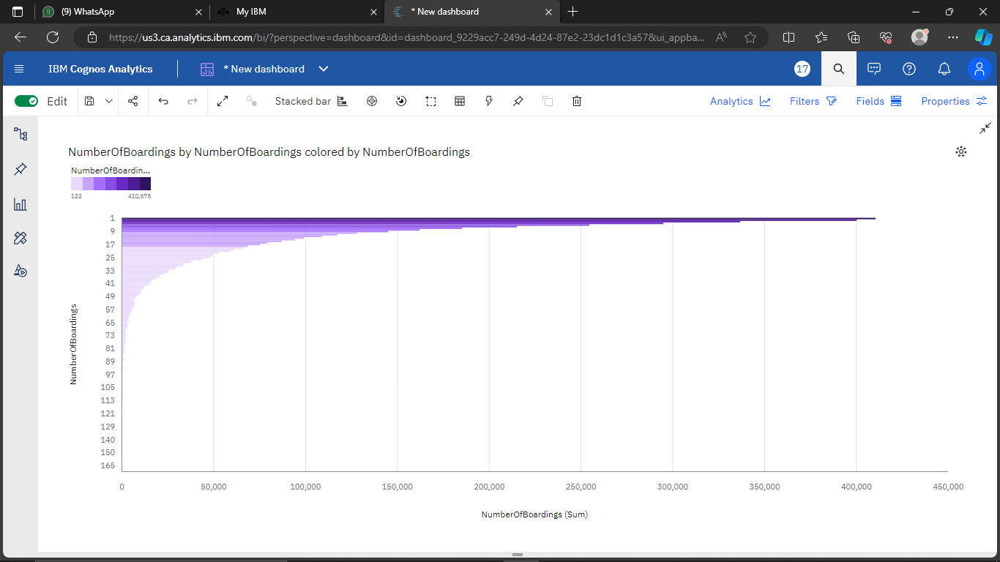 (9) WhatsApp
My IBM
* New dashboard
https://us3.ca.analytics.ibm.com/bi/?perspective=dashboard&id=dashboard_9229acc7-249d-4d24-87e2-23dc1d1c3a57&ui_appba...
IBM Cognos Analytics
* New dashboard
17
Edit
Stacked bar
Analytics
Filters
Fields
Properties
NumberOfBoardings by NumberOfBoardings colored by NumberOfBoardings
NumberOfBoardin...
122
410,575
NumberOfBoardings
1
9
17
25
33
41
49
57
65
73
81
89
97
105
113
121
129
140
150
165
0
50,000
100,000
150,000
200,000
250,000
300,000
350,000
400,000
450,000
NumberOfBoardings (Sum)